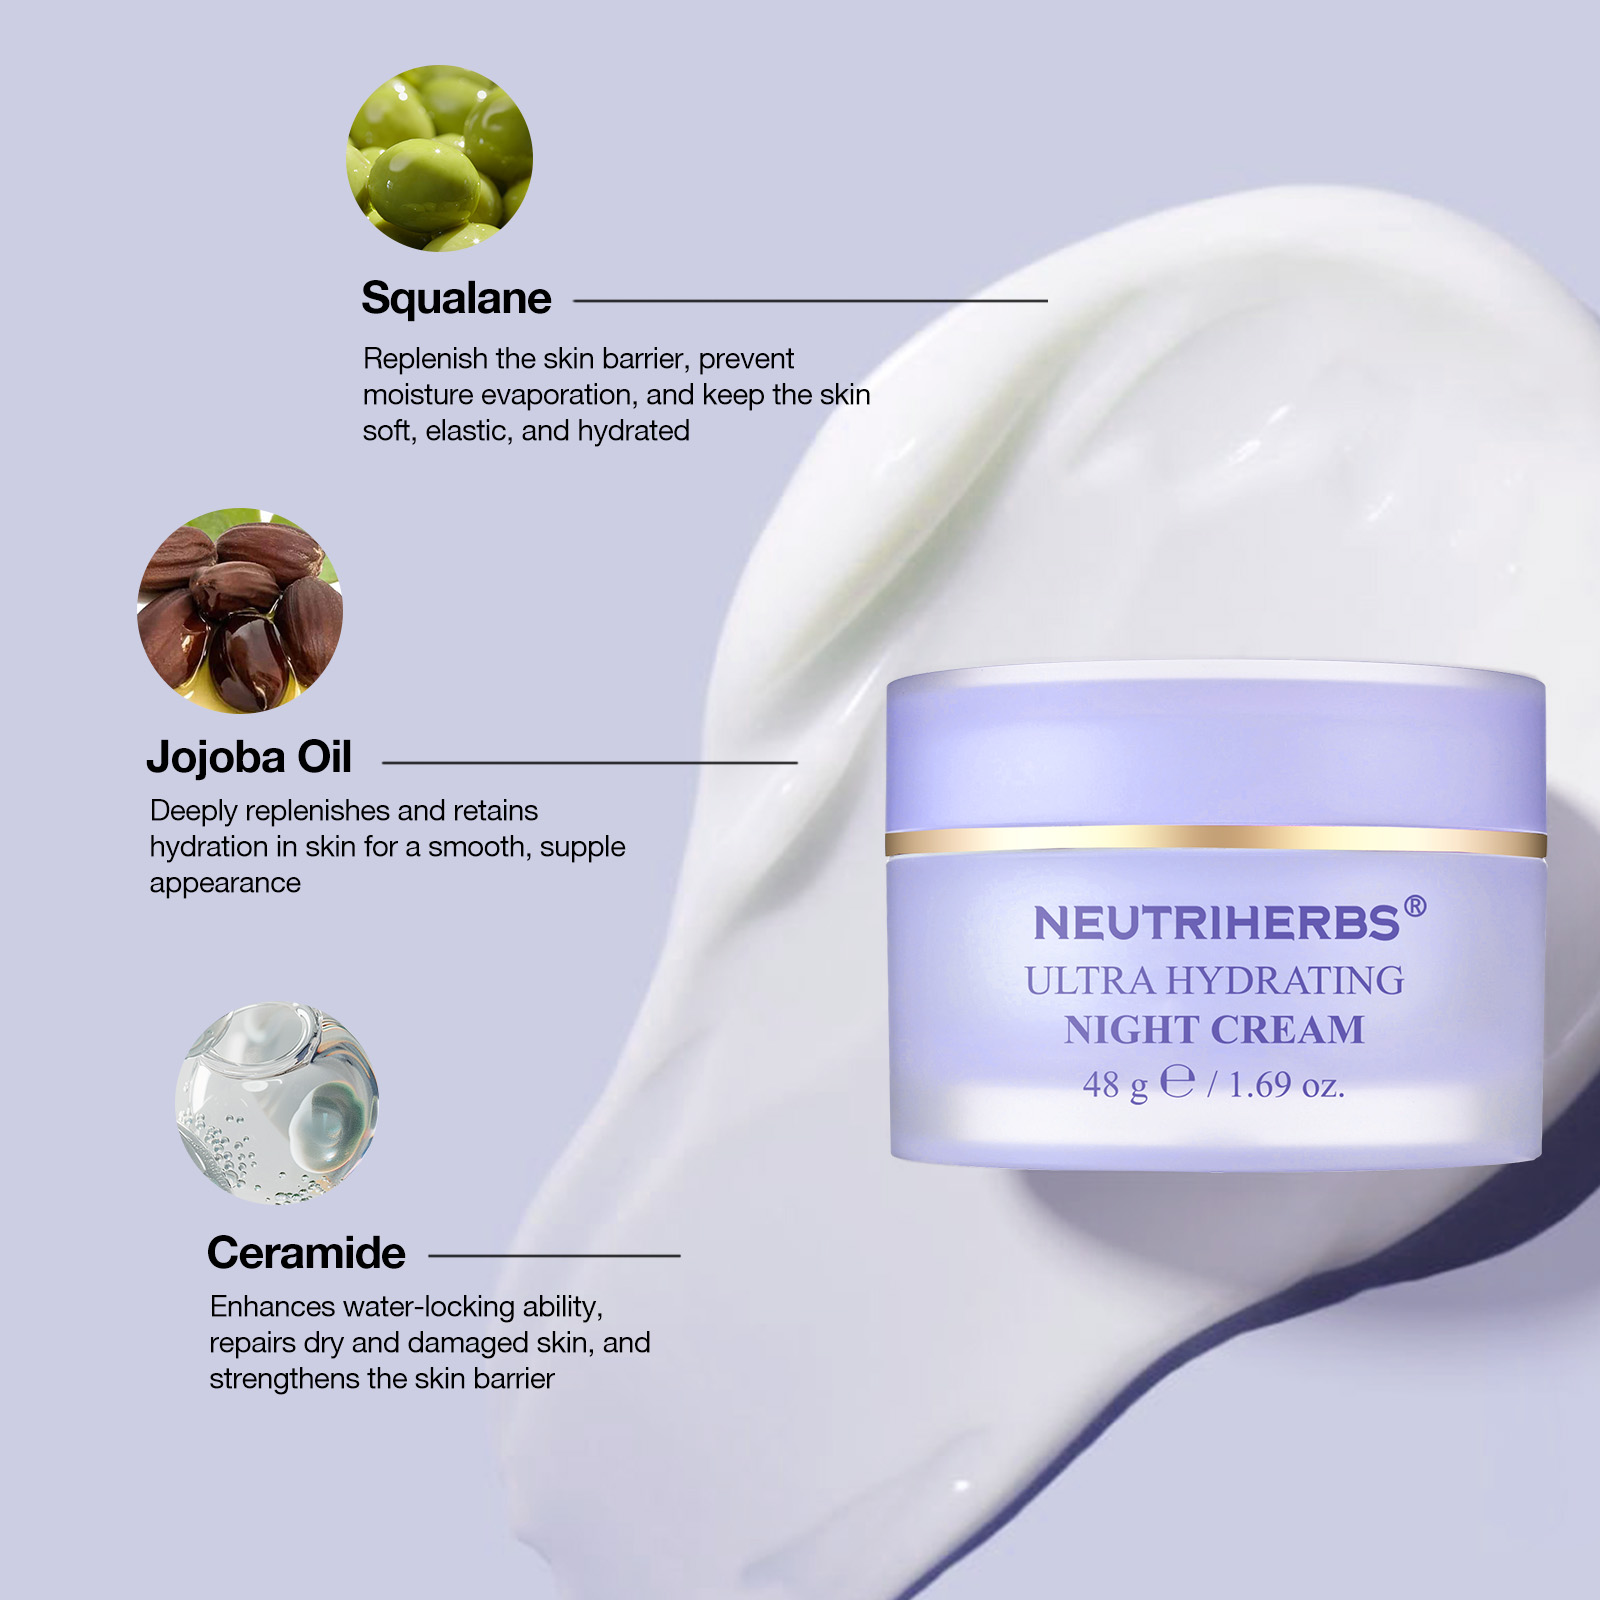 Squalane
Replenish the skin barrier, prevent
moisture evaporation, and keep the skin
soft, elastic, and hydrated
Jojoba Oil
Deeply replenishes and retains
hydration in skin for a smooth, supple
appearance
Ceramide
Enhances water-locking ability,
repairs dry and damaged skin, and
strengthens the skin barrier
NEUTRIHERBS®
ULTRA HYDRATING
NIGHT CREAM
48 g ℮ / 1.69 oz.